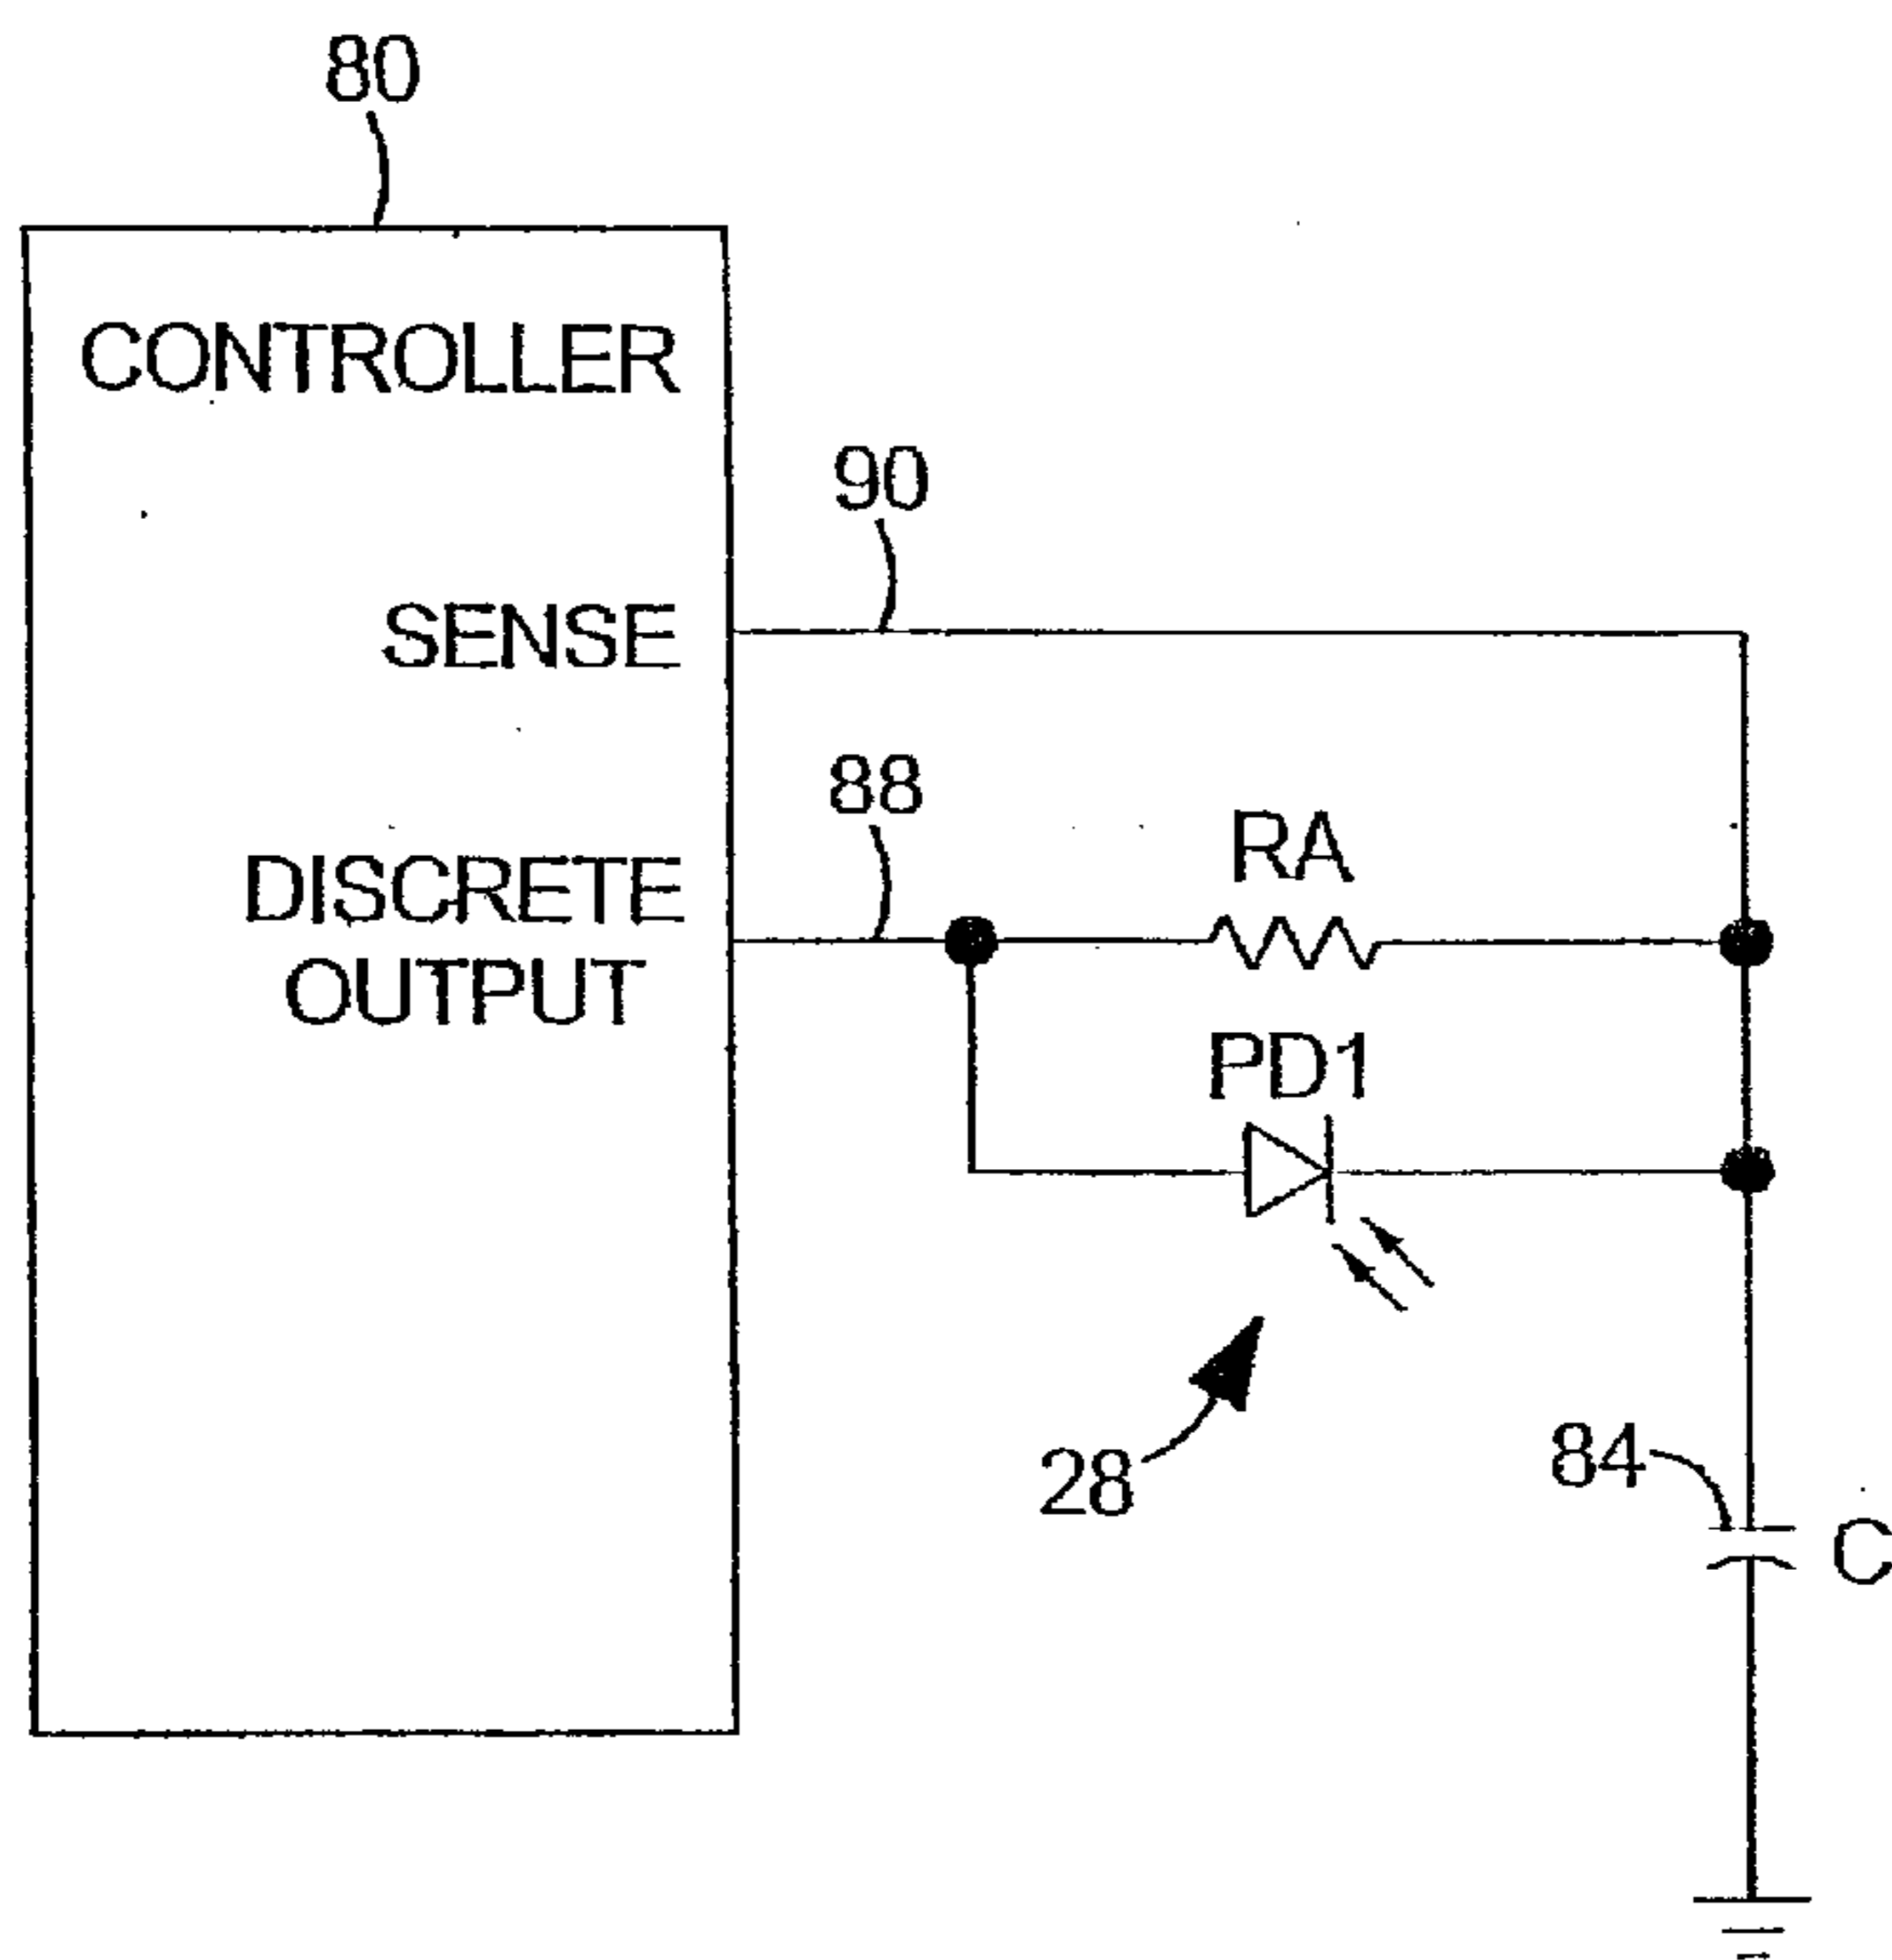 80
CONTROLLER
90
SENSE
88
RA
DISCRETE
OUTPUT
PD1
28
84
C